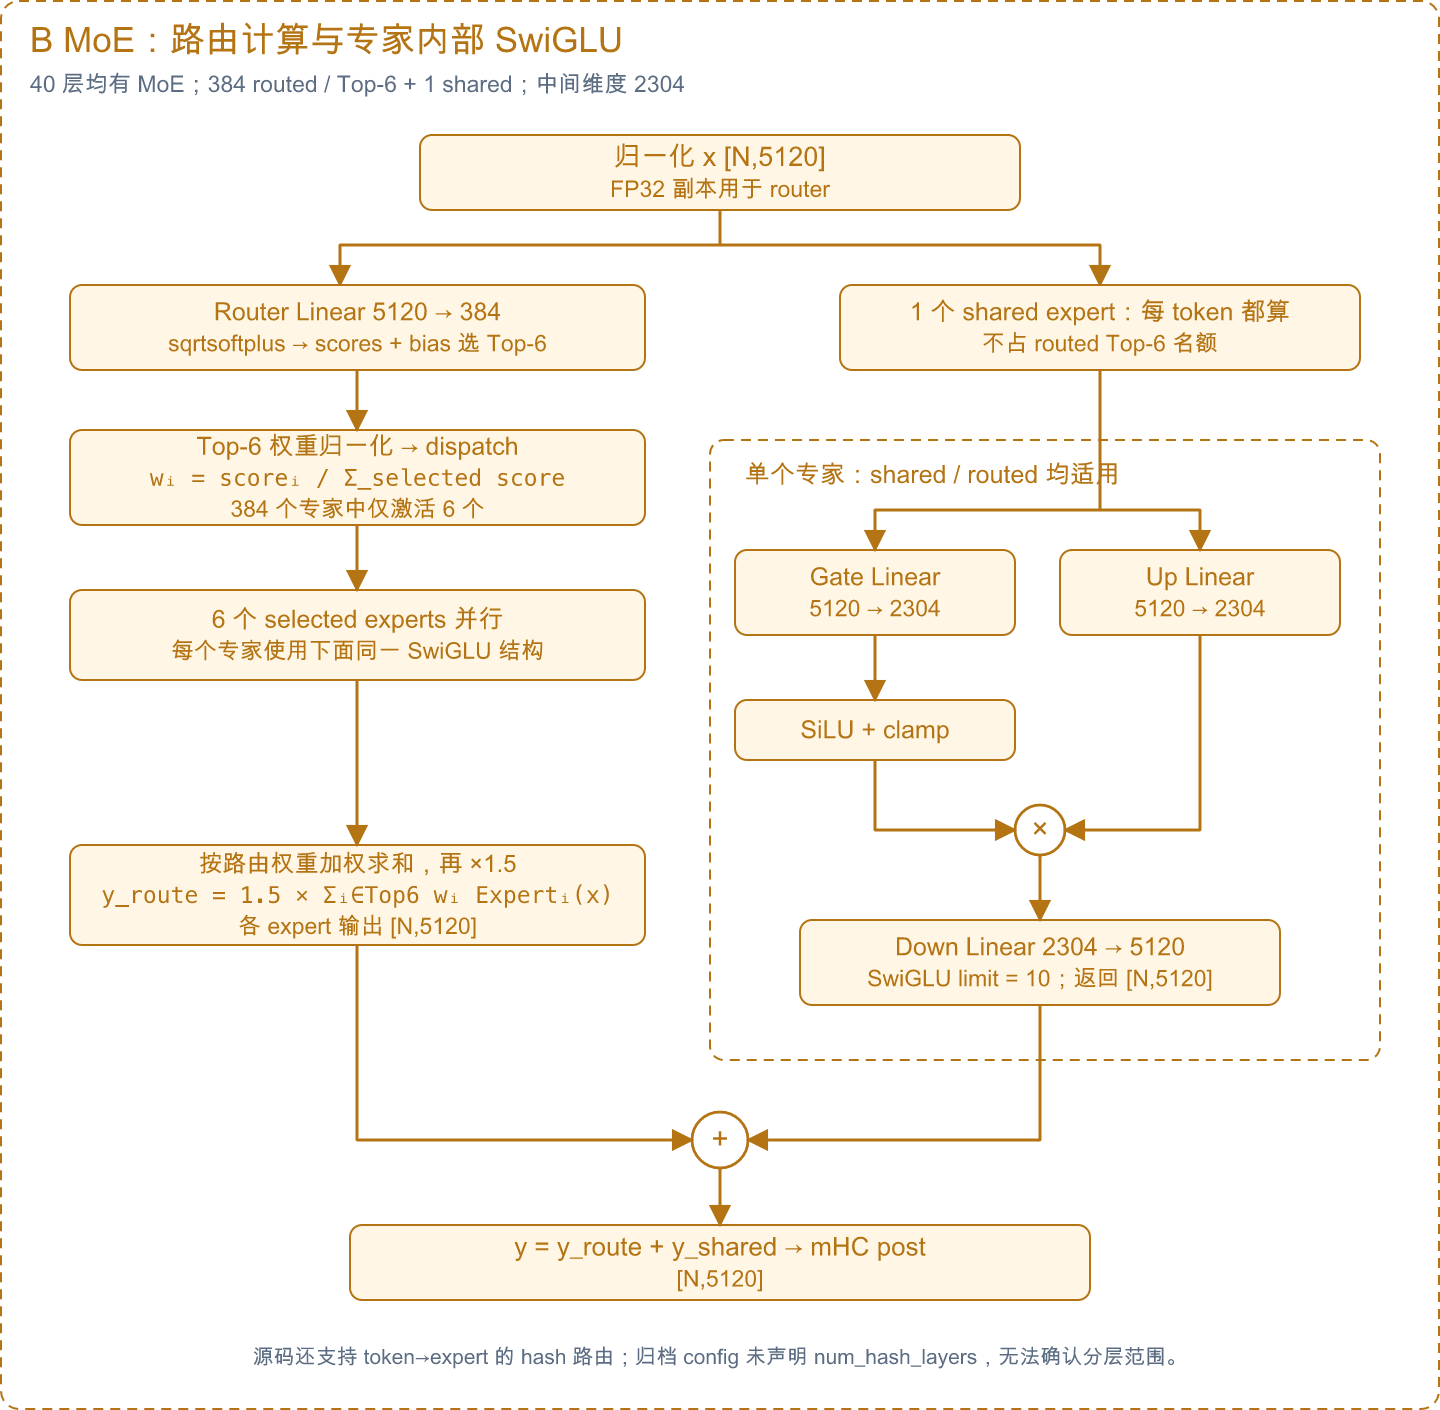 B MoE：路由计算与专家内部 SwiGLU
40 层均有 MoE；384 routed / Top-6 + 1 shared；中间维度 2304
归一化 x [N,5120]
FP32 副本用于 router
Router Linear 5120 → 384
sqrtsoftplus → scores + bias 选 Top-6
1 个 shared expert：每 token 都算
不占 routed Top-6 名额
Top-6 权重归一化 → dispatch
wᵢ = scoreᵢ / Σ_selected score
384 个专家中仅激活 6 个
单个专家：shared / routed 均适用
Gate Linear
5120 → 2304
Up Linear
5120 → 2304
6 个 selected experts 并行
每个专家使用下面同一 SwiGLU 结构
SiLU + clamp
×
按路由权重加权求和，再 ×1.5
y_route = 1.5 × Σᵢ∈Top6 wᵢ Expertᵢ(x)
各 expert 输出 [N,5120]
Down Linear 2304 → 5120
SwiGLU limit = 10；返回 [N,5120]
+
y = y_route + y_shared → mHC post
[N,5120]
源码还支持 token→expert 的 hash 路由；归档 config 未声明 num_hash_layers，无法确认分层范围。